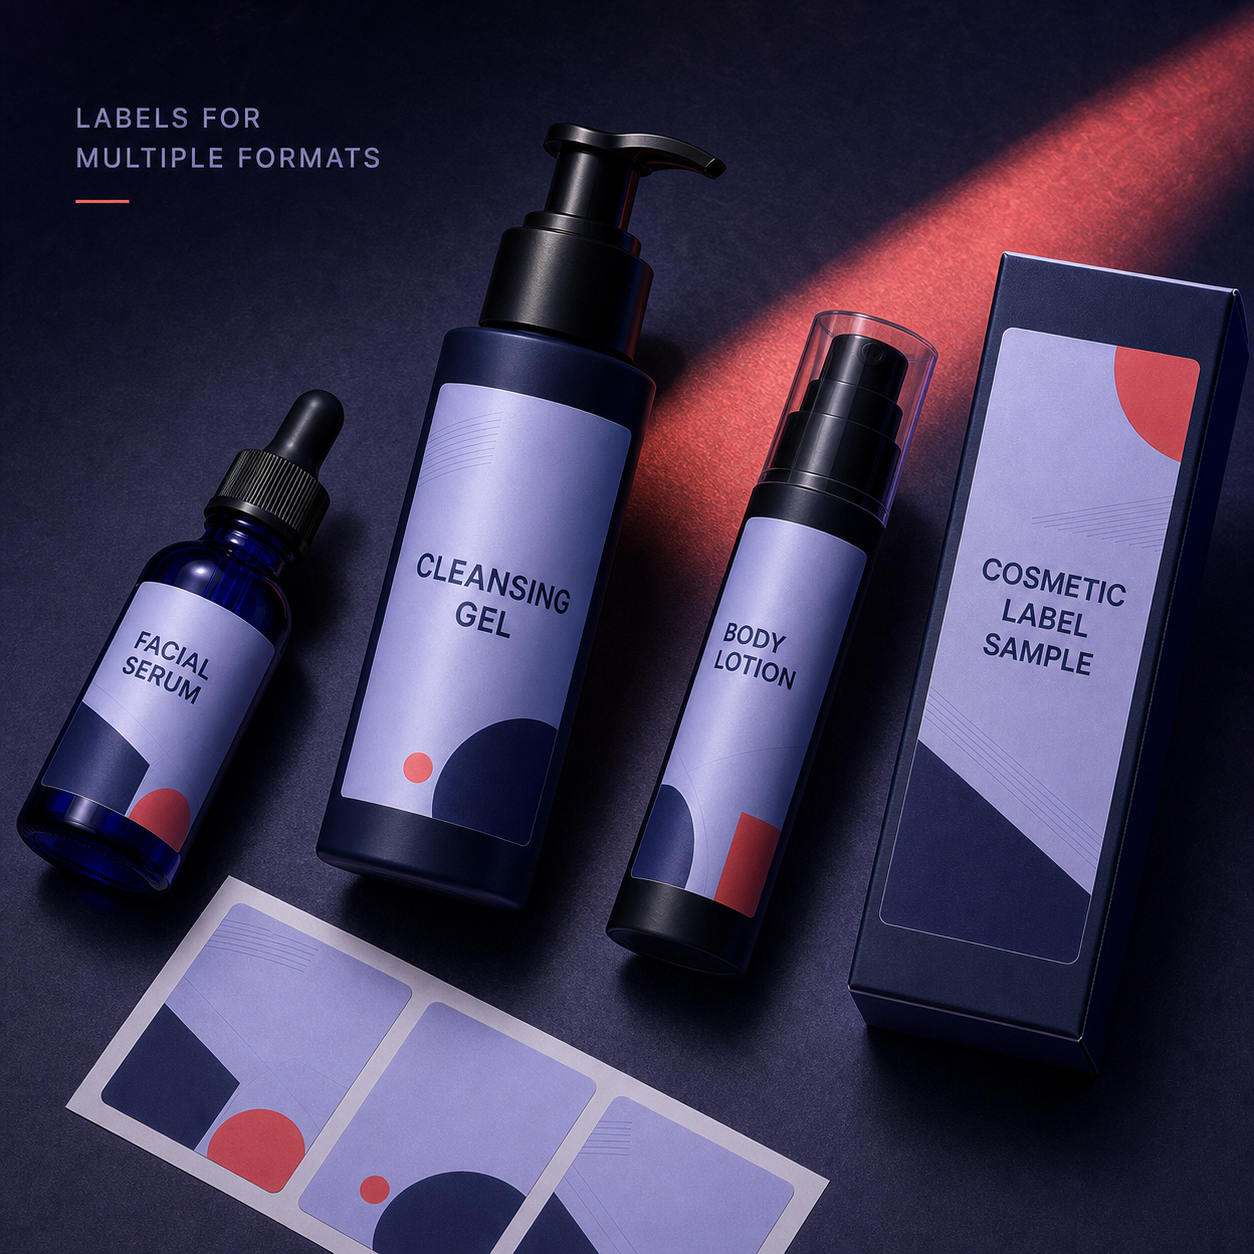 LABELS FOR
MULTIPLE FORMATS
FACIAL
SERUM
CLEANSING
GEL
BODY
LOTION
COSMETIC
LABEL
SAMPLE